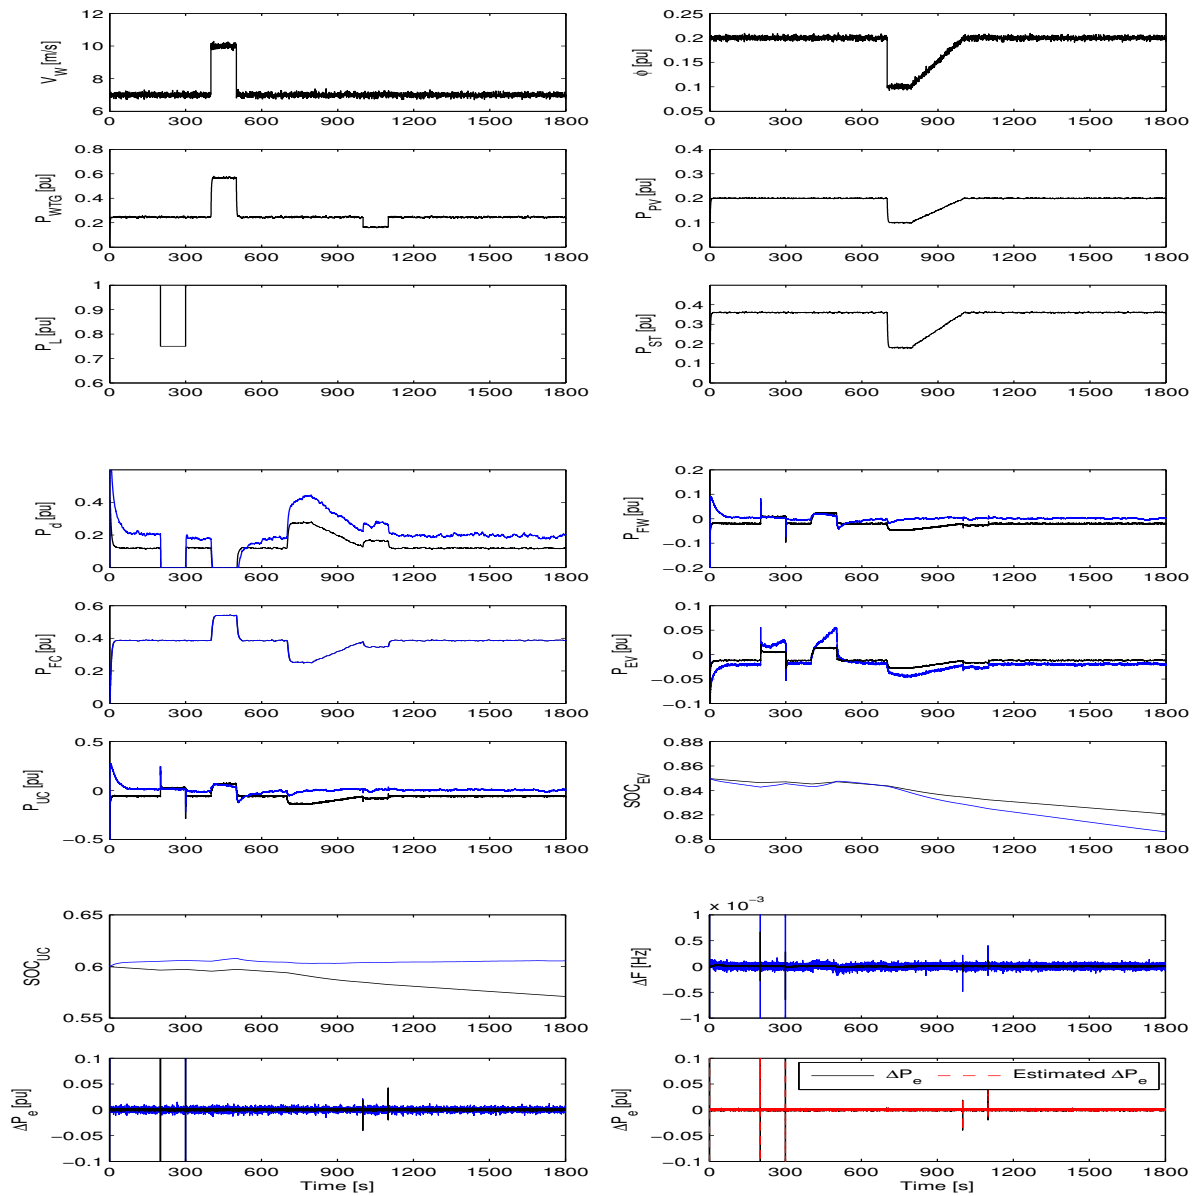 12
10
8
6
V_W [m/s]
0 300 600 900 1200 1500 1800
0.25
0.2
0.15
0.1
0.05
ϕ [pu]
0 300 600 900 1200 1500 1800
0.8
0.6
0.4
0.2
0
P_WTG [pu]
0 300 600 900 1200 1500 1800
0.4
0.3
0.2
0.1
0
P_PV [pu]
0 300 600 900 1200 1500 1800
1
0.9
0.8
0.7
0.6
P_L [pu]
0 300 600 900 1200 1500 1800
0.4
0.3
0.2
0.1
0
P_ST [pu]
0 300 600 900 1200 1500 1800
0.4
0.2
0
P_d [pu]
0 300 600 900 1200 1500 1800
0.2
0.1
0
−0.1
−0.2
P_FW [pu]
0 300 600 900 1200 1500 1800
0.6
0.4
0.2
0
P_FC [pu]
0 300 600 900 1200 1500 1800
0.1
0.05
0
−0.05
−0.1
P_EV [pu]
0 300 600 900 1200 1500 1800
0.5
0
−0.5
P_UC [pu]
0 300 600 900 1200 1500 1800
0.88
0.86
0.84
0.82
0.8
SOC_EV
0 300 600 900 1200 1500 1800
0.65
0.6
0.55
SOC_UC
0 300 600 900 1200 1500 1800
x 10^−3
1
0.5
0
−0.5
−1
ΔF [Hz]
0 300 600 900 1200 1500 1800
0.1
0.05
0
−0.05
−0.1
ΔP_e [pu]
0 300 600 900 1200 1500 1800
Time [s]
0.1
0.05
0
−0.05
−0.1
ΔP_e [pu]
ΔP_e Estimated ΔP_e
0 300 600 900 1200 1500 1800
Time [s]